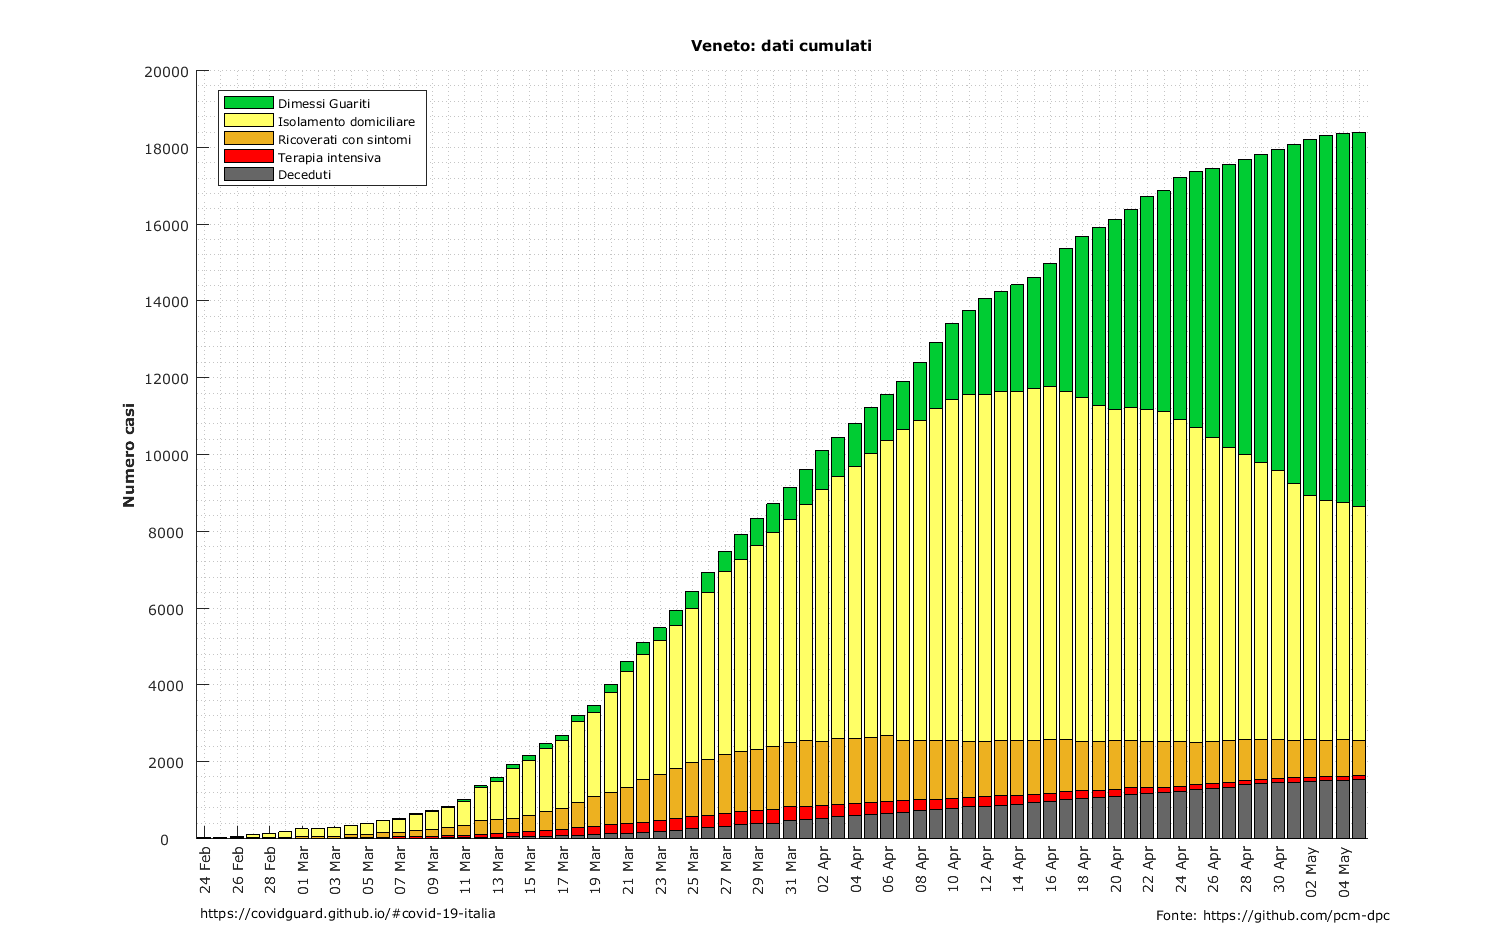 Veneto: dati cumulati
20000
18000
16000
14000
12000
10000
8000
6000
4000
2000
0
Numero casi
Dimessi Guariti
Isolamento domiciliare
Ricoverati con sintomi
Terapia intensiva
Deceduti
24 Feb
26 Feb
28 Feb
01 Mar
03 Mar
05 Mar
07 Mar
09 Mar
11 Mar
13 Mar
15 Mar
17 Mar
19 Mar
21 Mar
23 Mar
25 Mar
27 Mar
29 Mar
31 Mar
02 Apr
04 Apr
06 Apr
08 Apr
10 Apr
12 Apr
14 Apr
16 Apr
18 Apr
20 Apr
22 Apr
24 Apr
26 Apr
28 Apr
30 Apr
02 May
04 May
https://covidguard.github.io/#covid-19-italia
Fonte: https://github.com/pcm-dpc